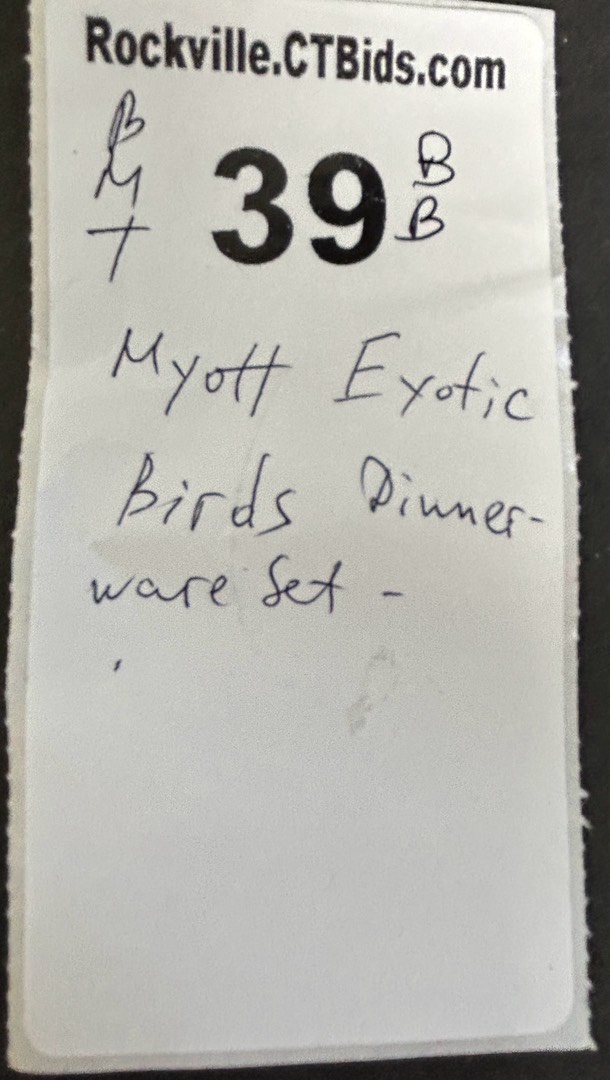 Rockville.CTBids.com
B
M
T
39
B
B
Myott Exotic
Birds Dinner-
ware Set -